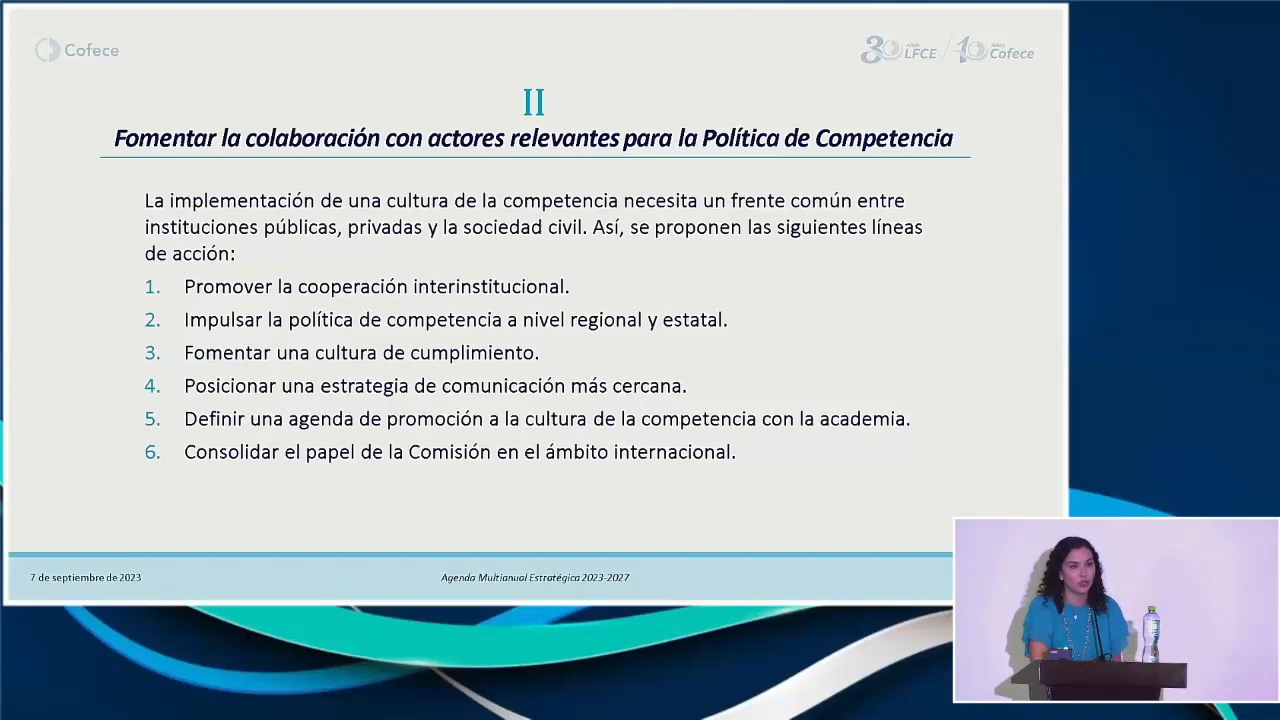 Cofece
30 años LFCE / 10 Años Cofece
II
Fomentar la colaboración con actores relevantes para la Política de Competencia
La implementación de una cultura de la competencia necesita un frente común entre
instituciones públicas, privadas y la sociedad civil. Así, se proponen las siguientes líneas
de acción:
1. Promover la cooperación interinstitucional.
2. Impulsar la política de competencia a nivel regional y estatal.
3. Fomentar una cultura de cumplimiento.
4. Posicionar una estrategia de comunicación más cercana.
5. Definir una agenda de promoción a la cultura de la competencia con la academia.
6. Consolidar el papel de la Comisión en el ámbito internacional.
7 de septiembre de 2023
Agenda Multianual Estratégica 2023-2027